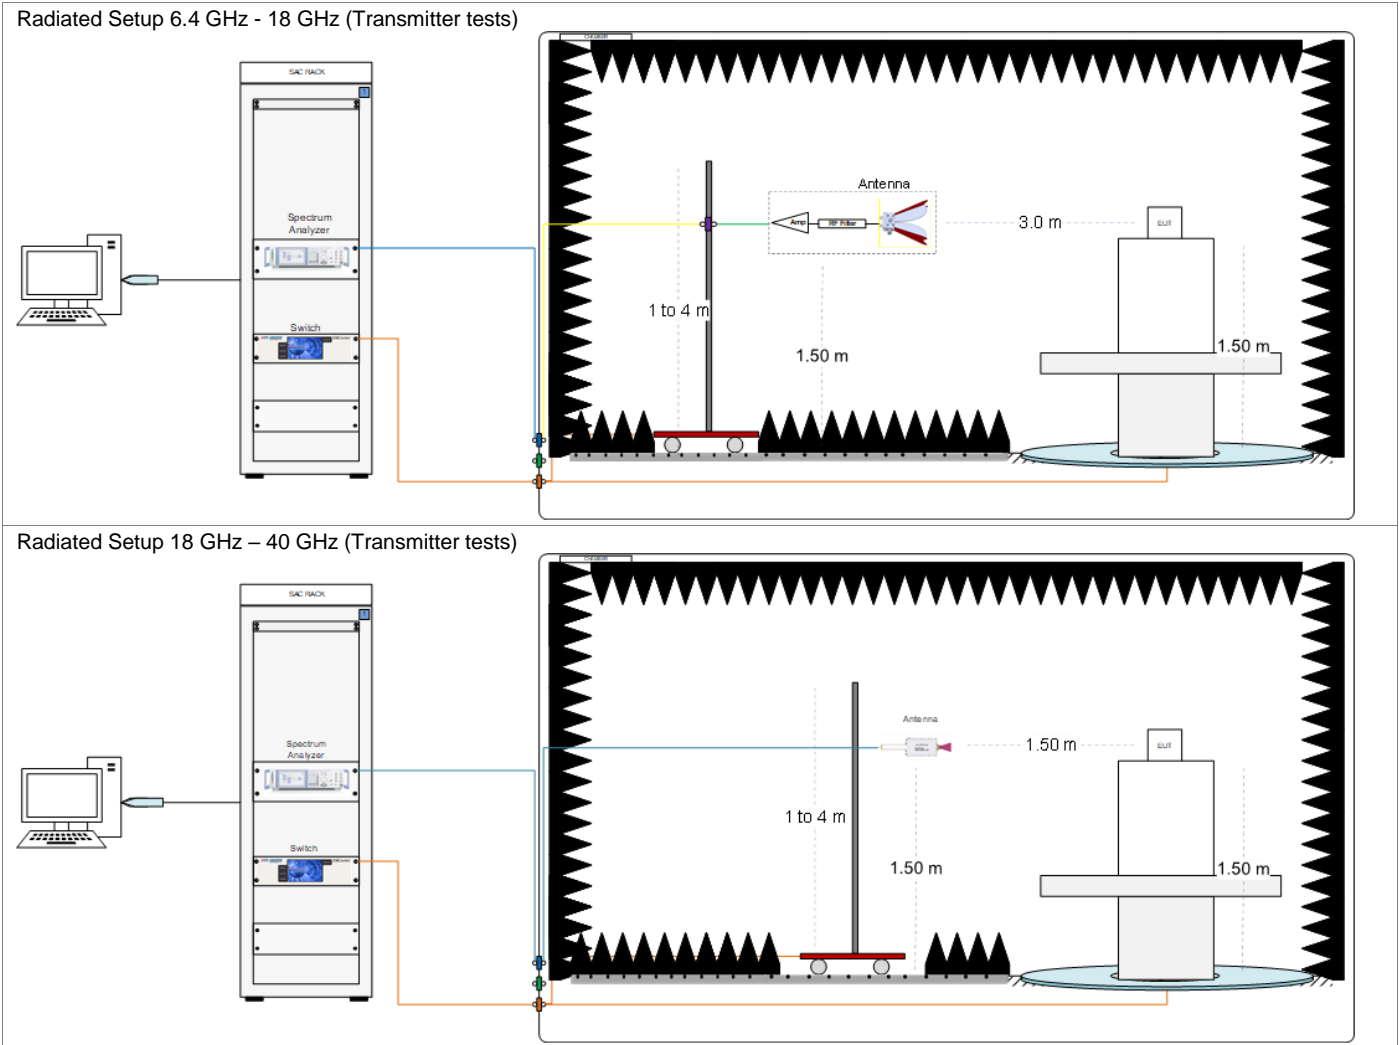 Radiated Setup 6.4 GHz - 18 GHz (Transmitter tests)
CHAMBER
SAC RACK
Antenna
Spectrum
Analyzer
Amp
RF Filter
3.0 m
EUT
1 to 4 m
Switch
1.50 m
1.50 m
Radiated Setup 18 GHz – 40 GHz (Transmitter tests)
CHAMBER
SAC RACK
Antenna
Spectrum
Analyzer
1.50 m
EUT
1 to 4 m
Switch
1.50 m
1.50 m